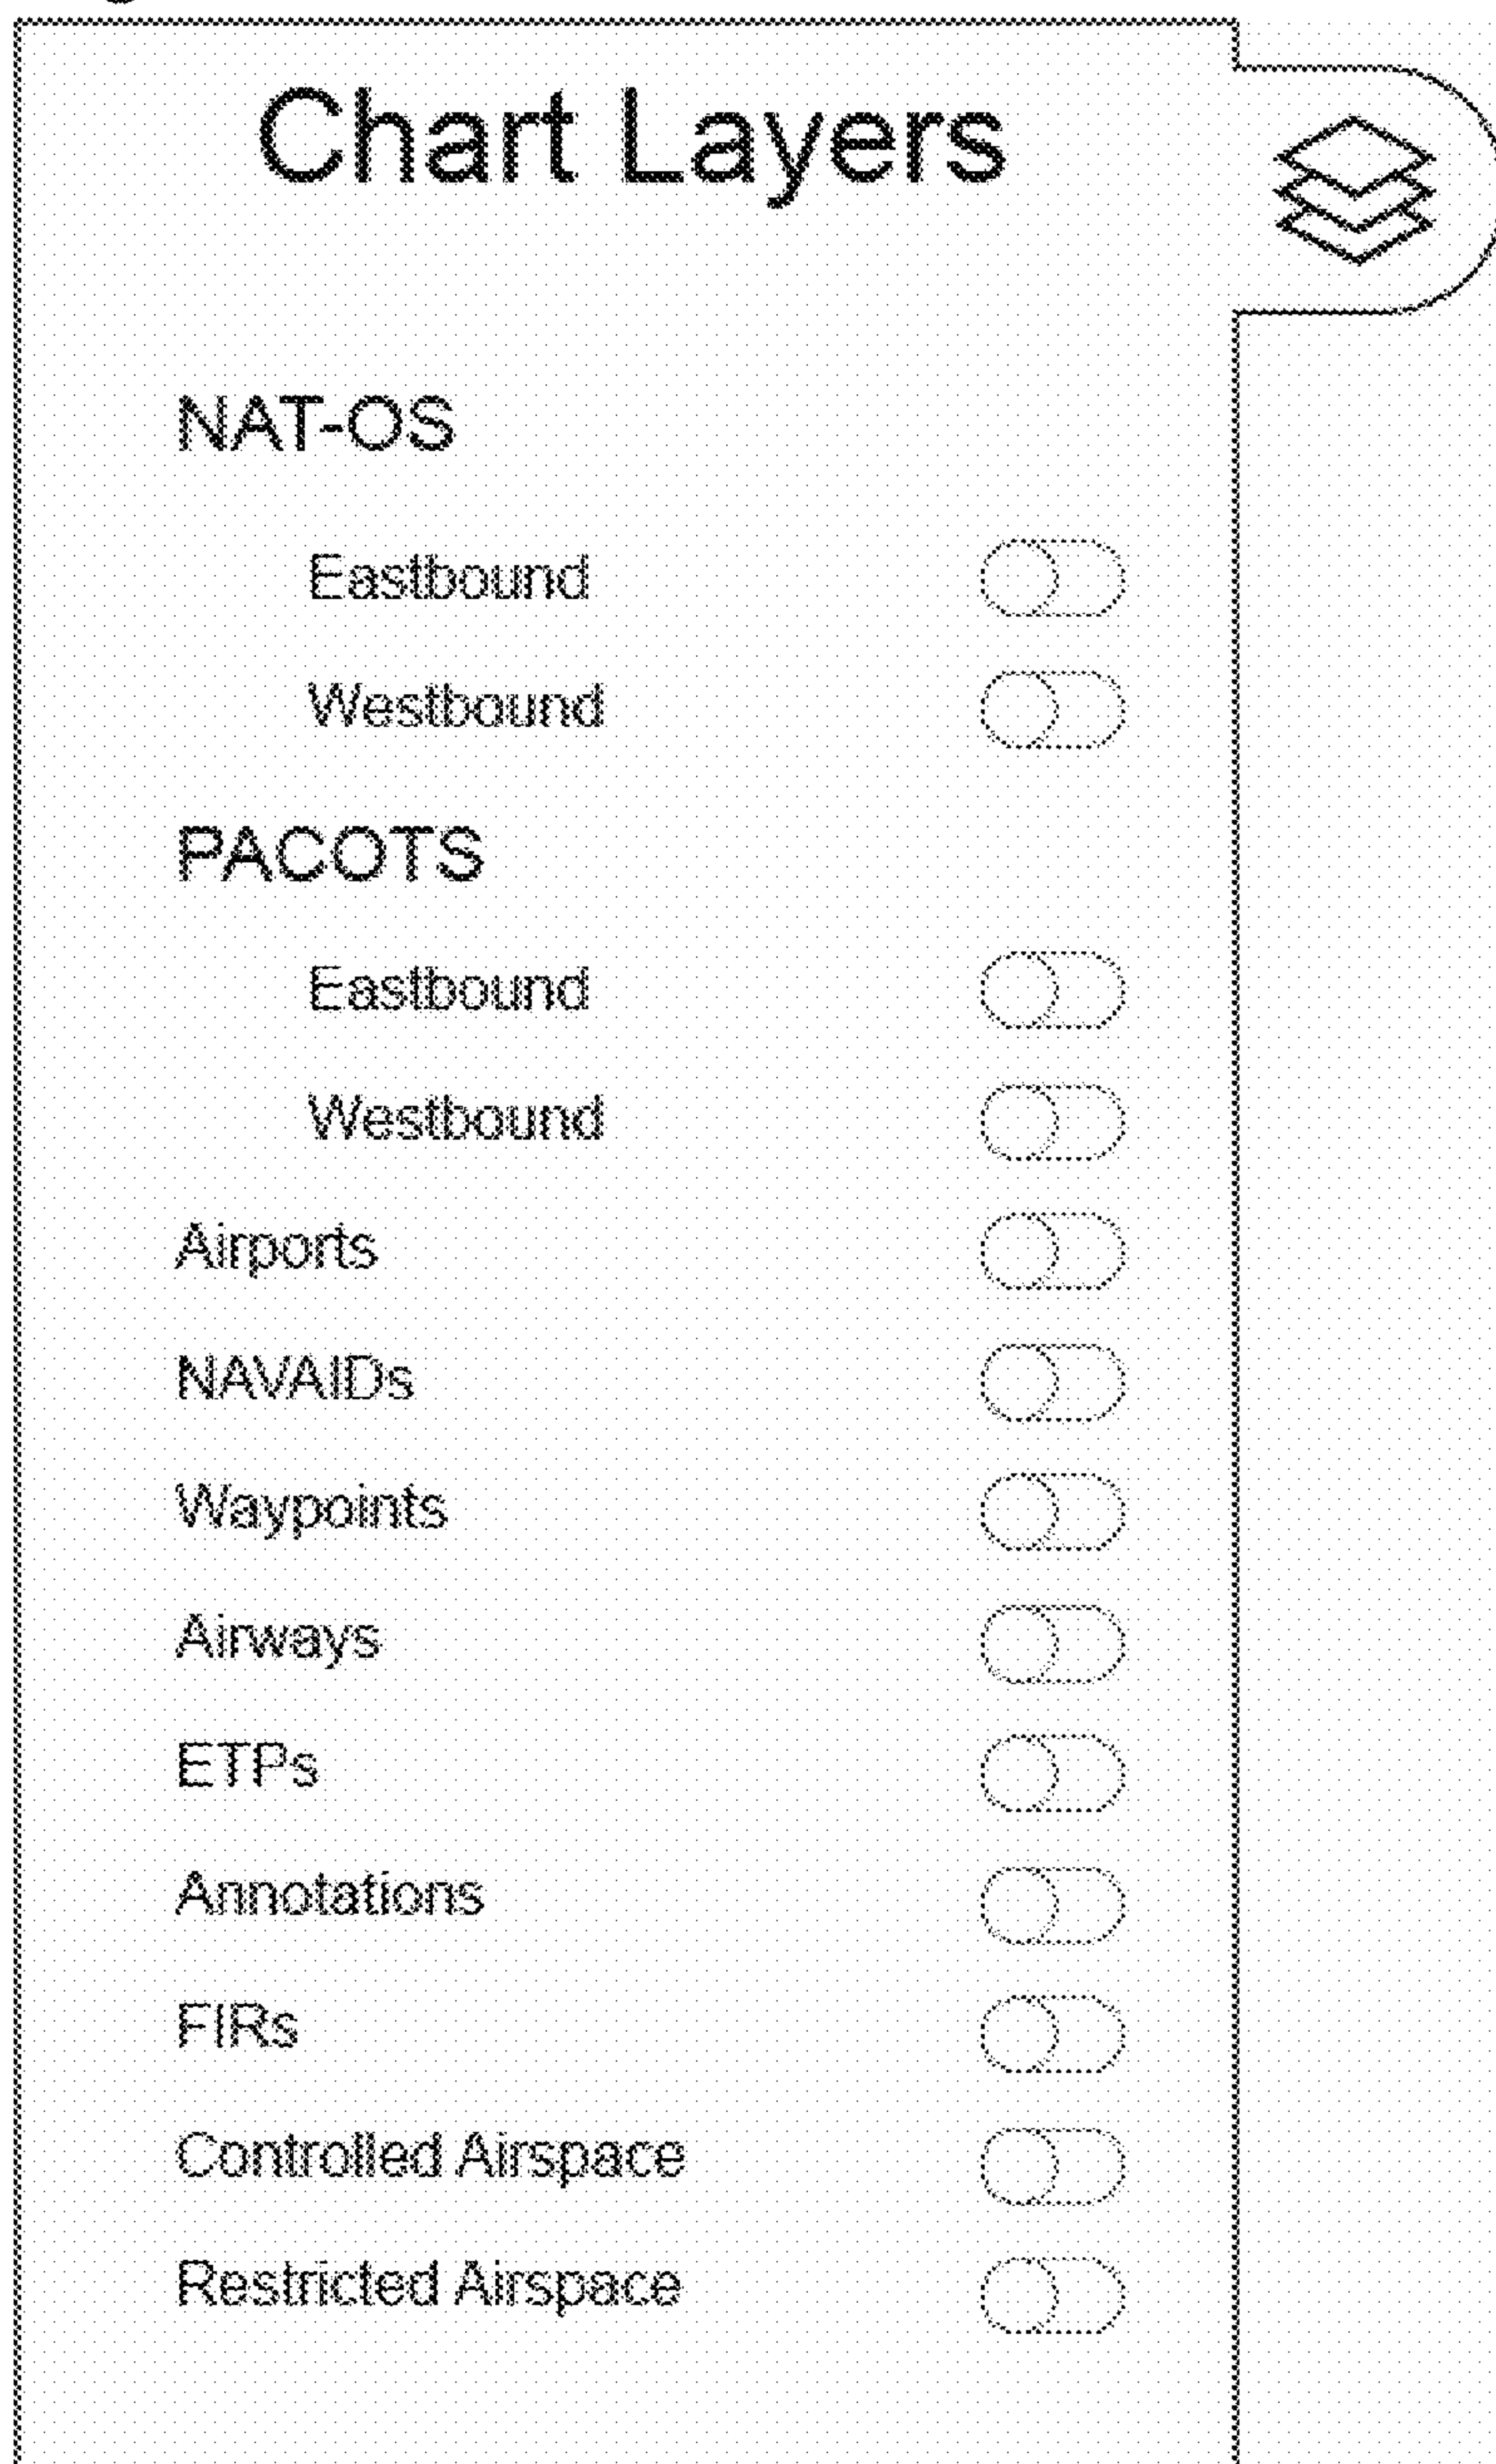 Chart Layers
NAT-OS
Eastbound
Westbound
PACOTS
Eastbound
Westbound
Airports
NAVAIDs
Waypoints
Airways
ETPs
Annotations
FIRs
Controlled Airspace
Restricted Airspace